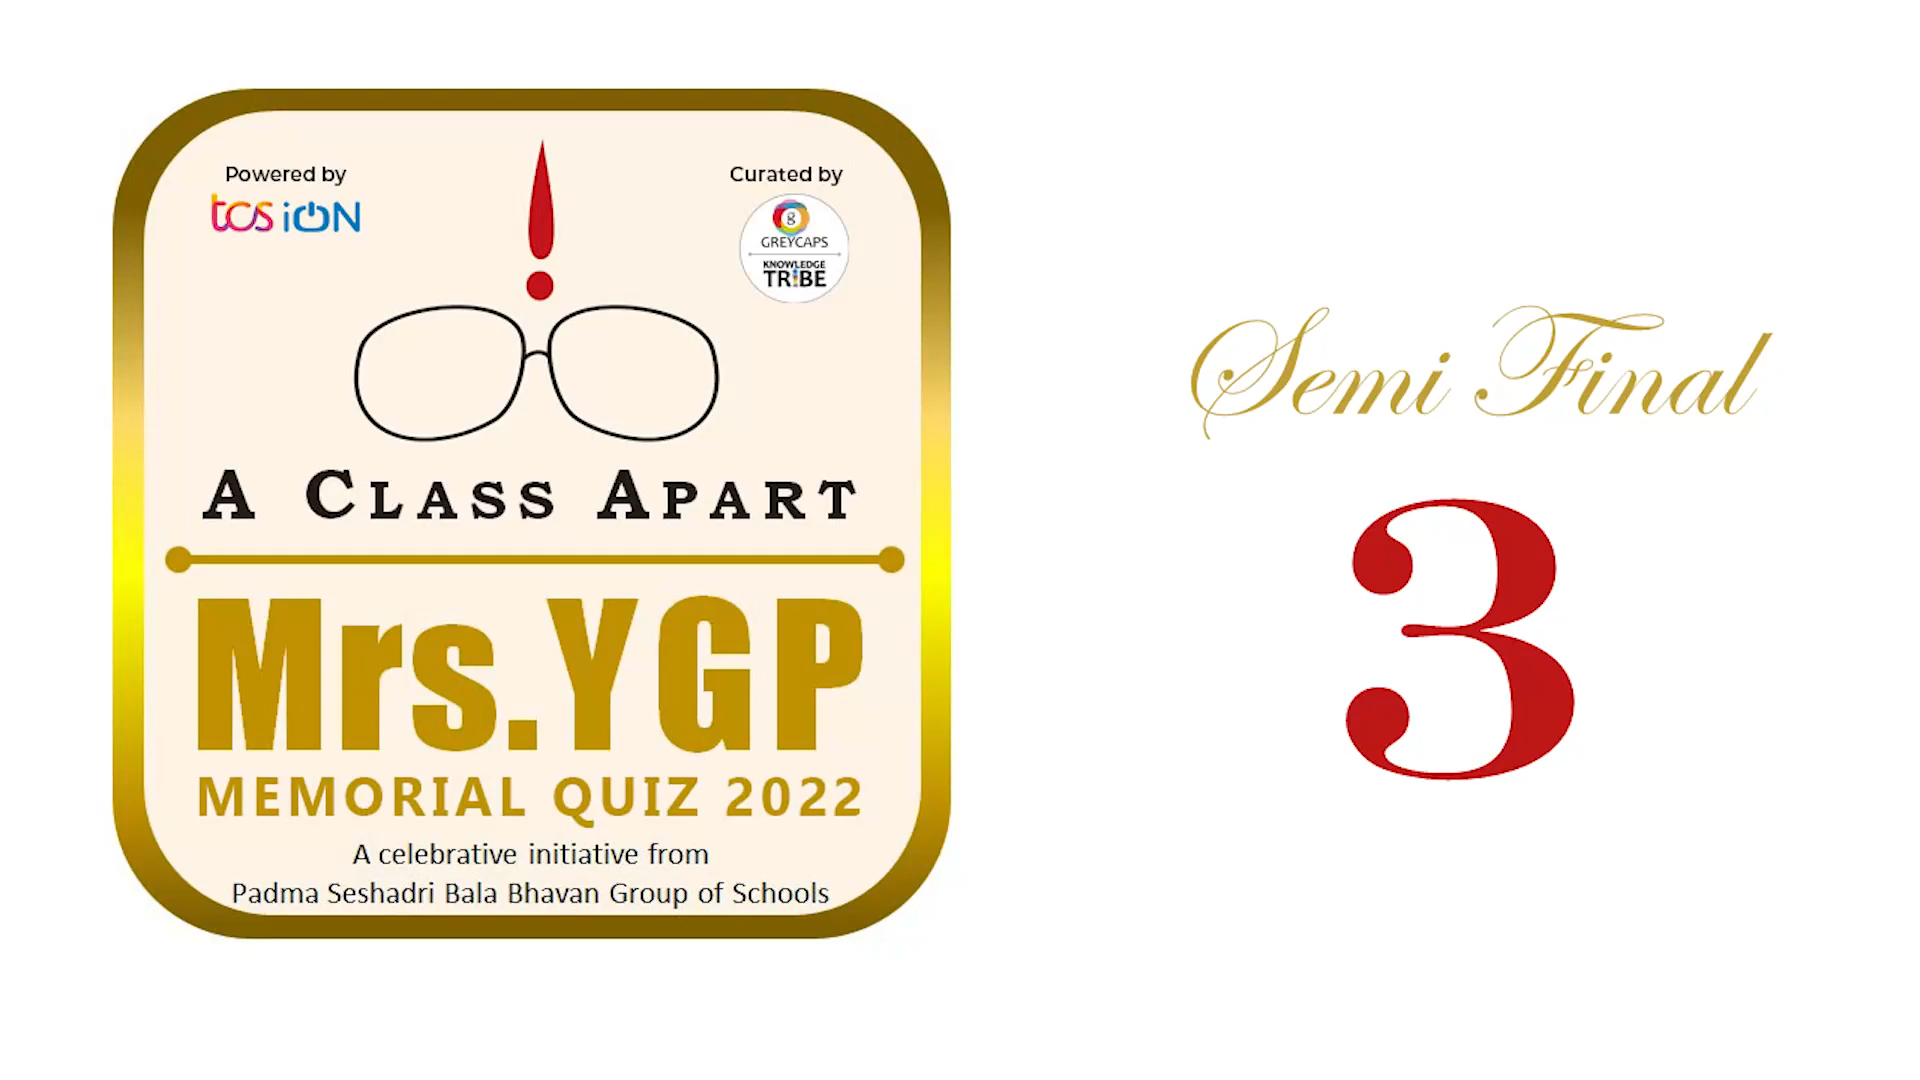 Powered by
tcs iON
Curated by
g
GREYCAPS
KNOWLEDGE
TRIBE
A CLASS APART
Mrs.YGP
MEMORIAL QUIZ 2022
A celebrative initiative from
Padma Seshadri Bala Bhavan Group of Schools
Semi Final
3